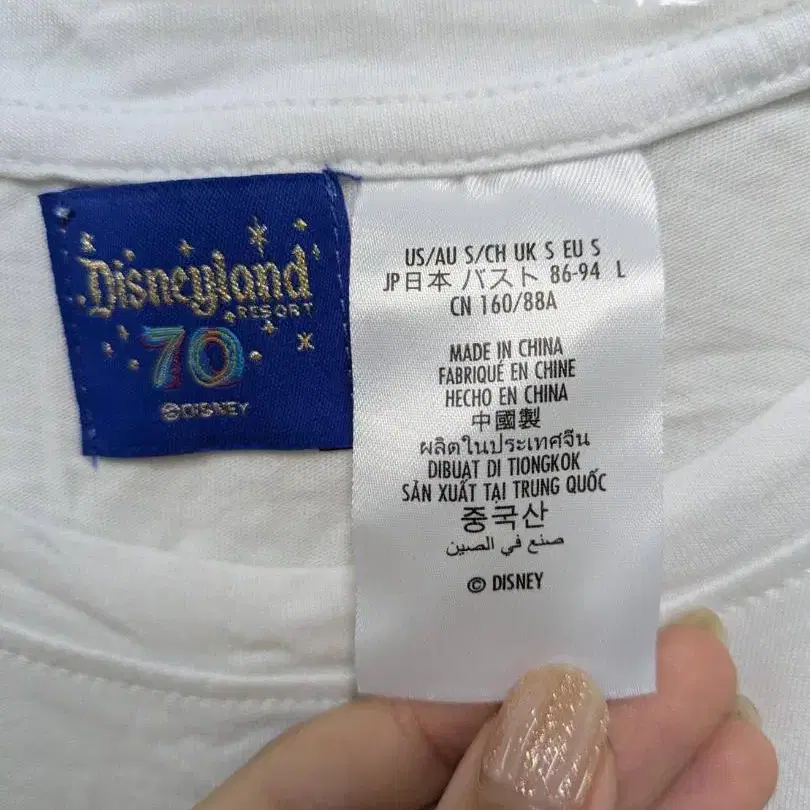 Disneyland
RESORT
70
©DISNEY
US/AU S/CH UK S EU S
JP日本 バスト 86-94 L
CN 160/88A
MADE IN CHINA
FABRIQUÉ EN CHINE
HECHO EN CHINA
中國製
ผลิตในประเทศจีน
DIBUAT DI TIONGKOK
SẢN XUẤT TẠI TRUNG QUỐC
중국산
صنع في الصين
© DISNEY